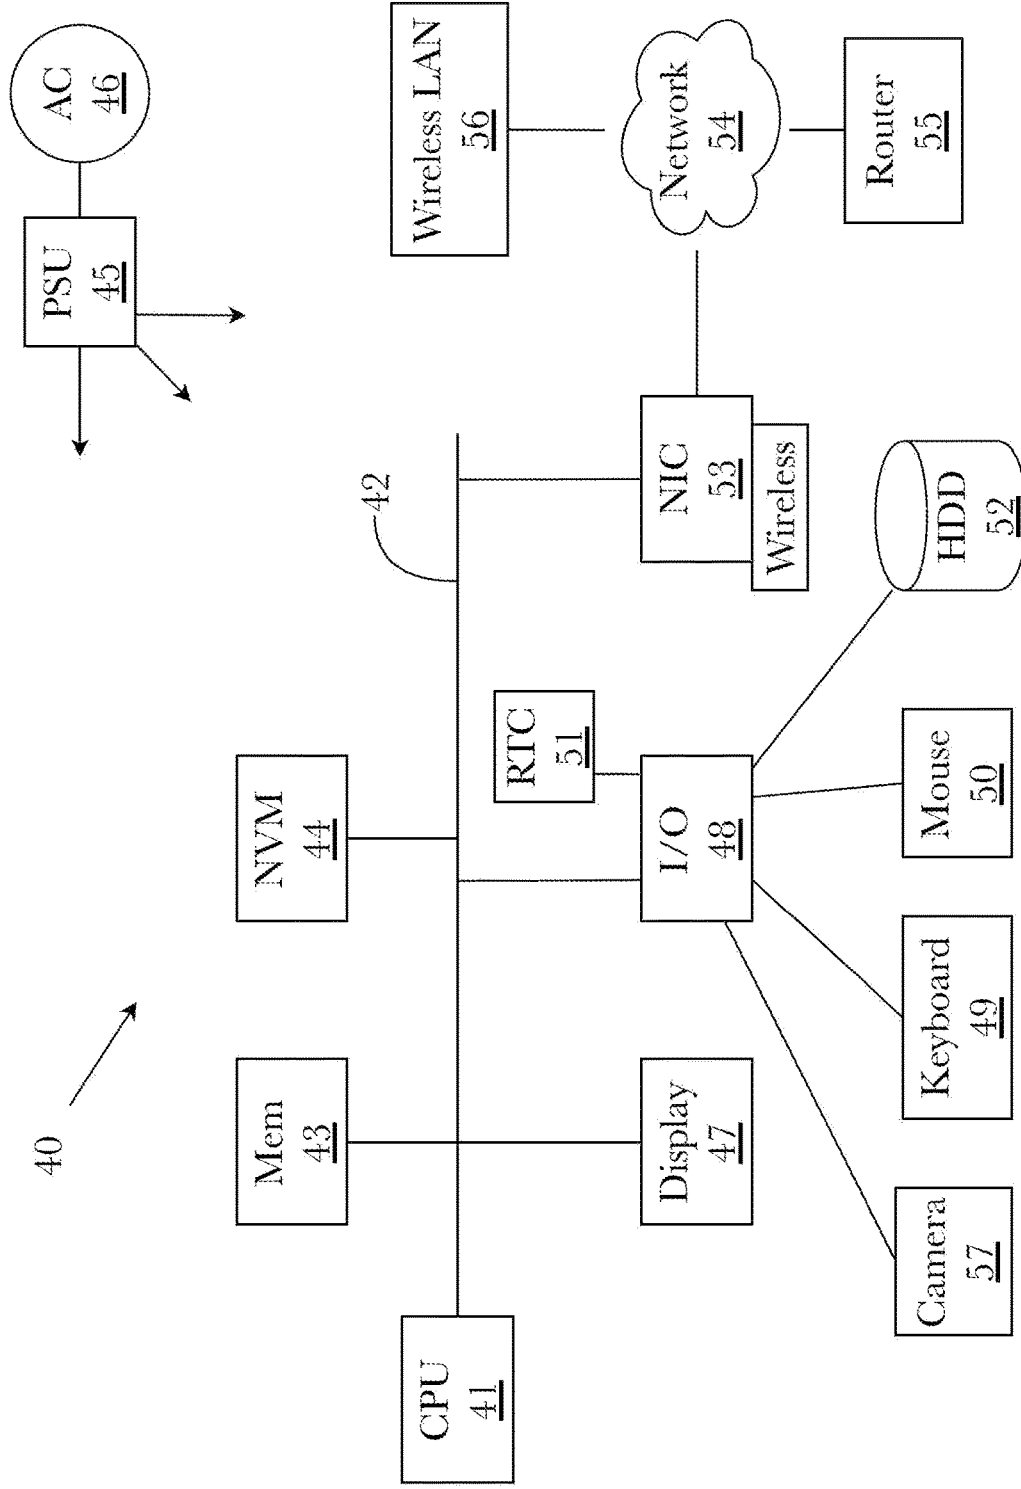 40
CPU
41
Mem
43
NVM
44
42
PSU
45
AC
46
Display
47
I/O
48
RTC
51
NIC
53
Wireless
Network
54
Wireless LAN
56
Router
55
Camera
57
Keyboard
49
Mouse
50
HDD
52